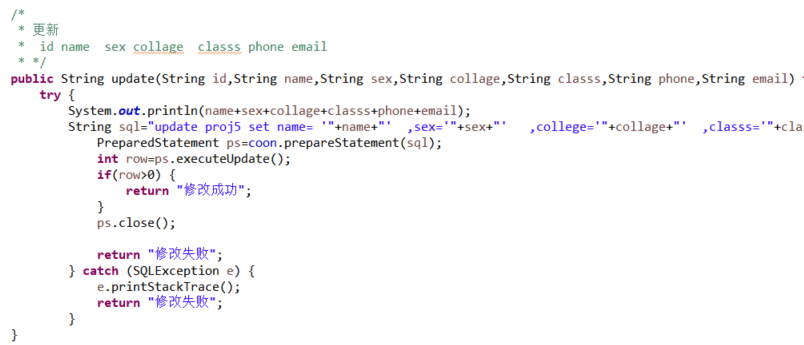 /*
 * 更新
 *  id name  sex collage  classs phone email
 * */
public String update(String id,String name,String sex ,String collage,String classs,String phone,String email)
    try {
        System.out.println(name+sex+collage+classs+phone+email);
        String sql="update proj5 set name= '"+name+"'  ,sex='"+sex+"'   ,college='"+collage+"'  ,classs='"+clas
            PreparedStatement ps=coon.prepareStatement(sql);
            int row=ps.executeUpdate();
            if(row>0) {
                return "修改成功";
            }
            ps.close();
            return "修改失败";
        } catch (SQLException e) {
            e.printStackTrace();
            return "修改失败";
        }
}